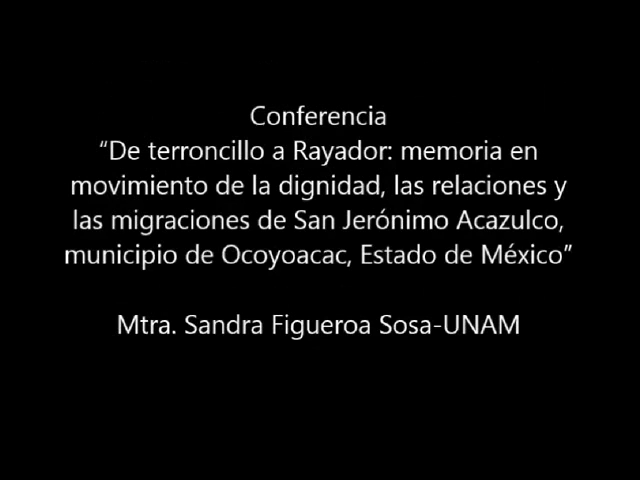 Conferencia
“De terroncillo a Rayador: memoria en
movimiento de la dignidad, las relaciones y
las migraciones de San Jerónimo Acazulco,
municipio de Ocoyoacac, Estado de México”
Mtra. Sandra Figueroa Sosa-UNAM